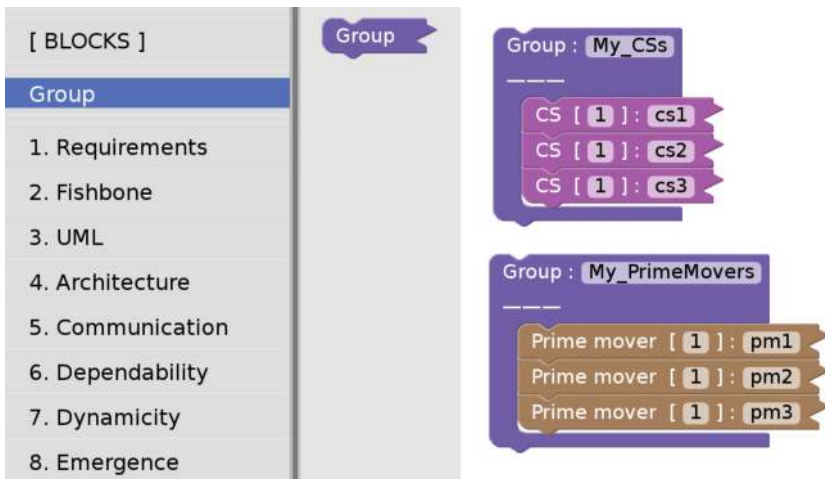 [ BLOCKS ]
Group
1. Requirements
2. Fishbone
3. UML
4. Architecture
5. Communication
6. Dependability
7. Dynamicity
8. Emergence
Group
Group : My_CSs
———
CS [ 1 ] : cs1
CS [ 1 ] : cs2
CS [ 1 ] : cs3
Group : My_PrimeMovers
———
Prime mover [ 1 ] : pm1
Prime mover [ 1 ] : pm2
Prime mover [ 1 ] : pm3